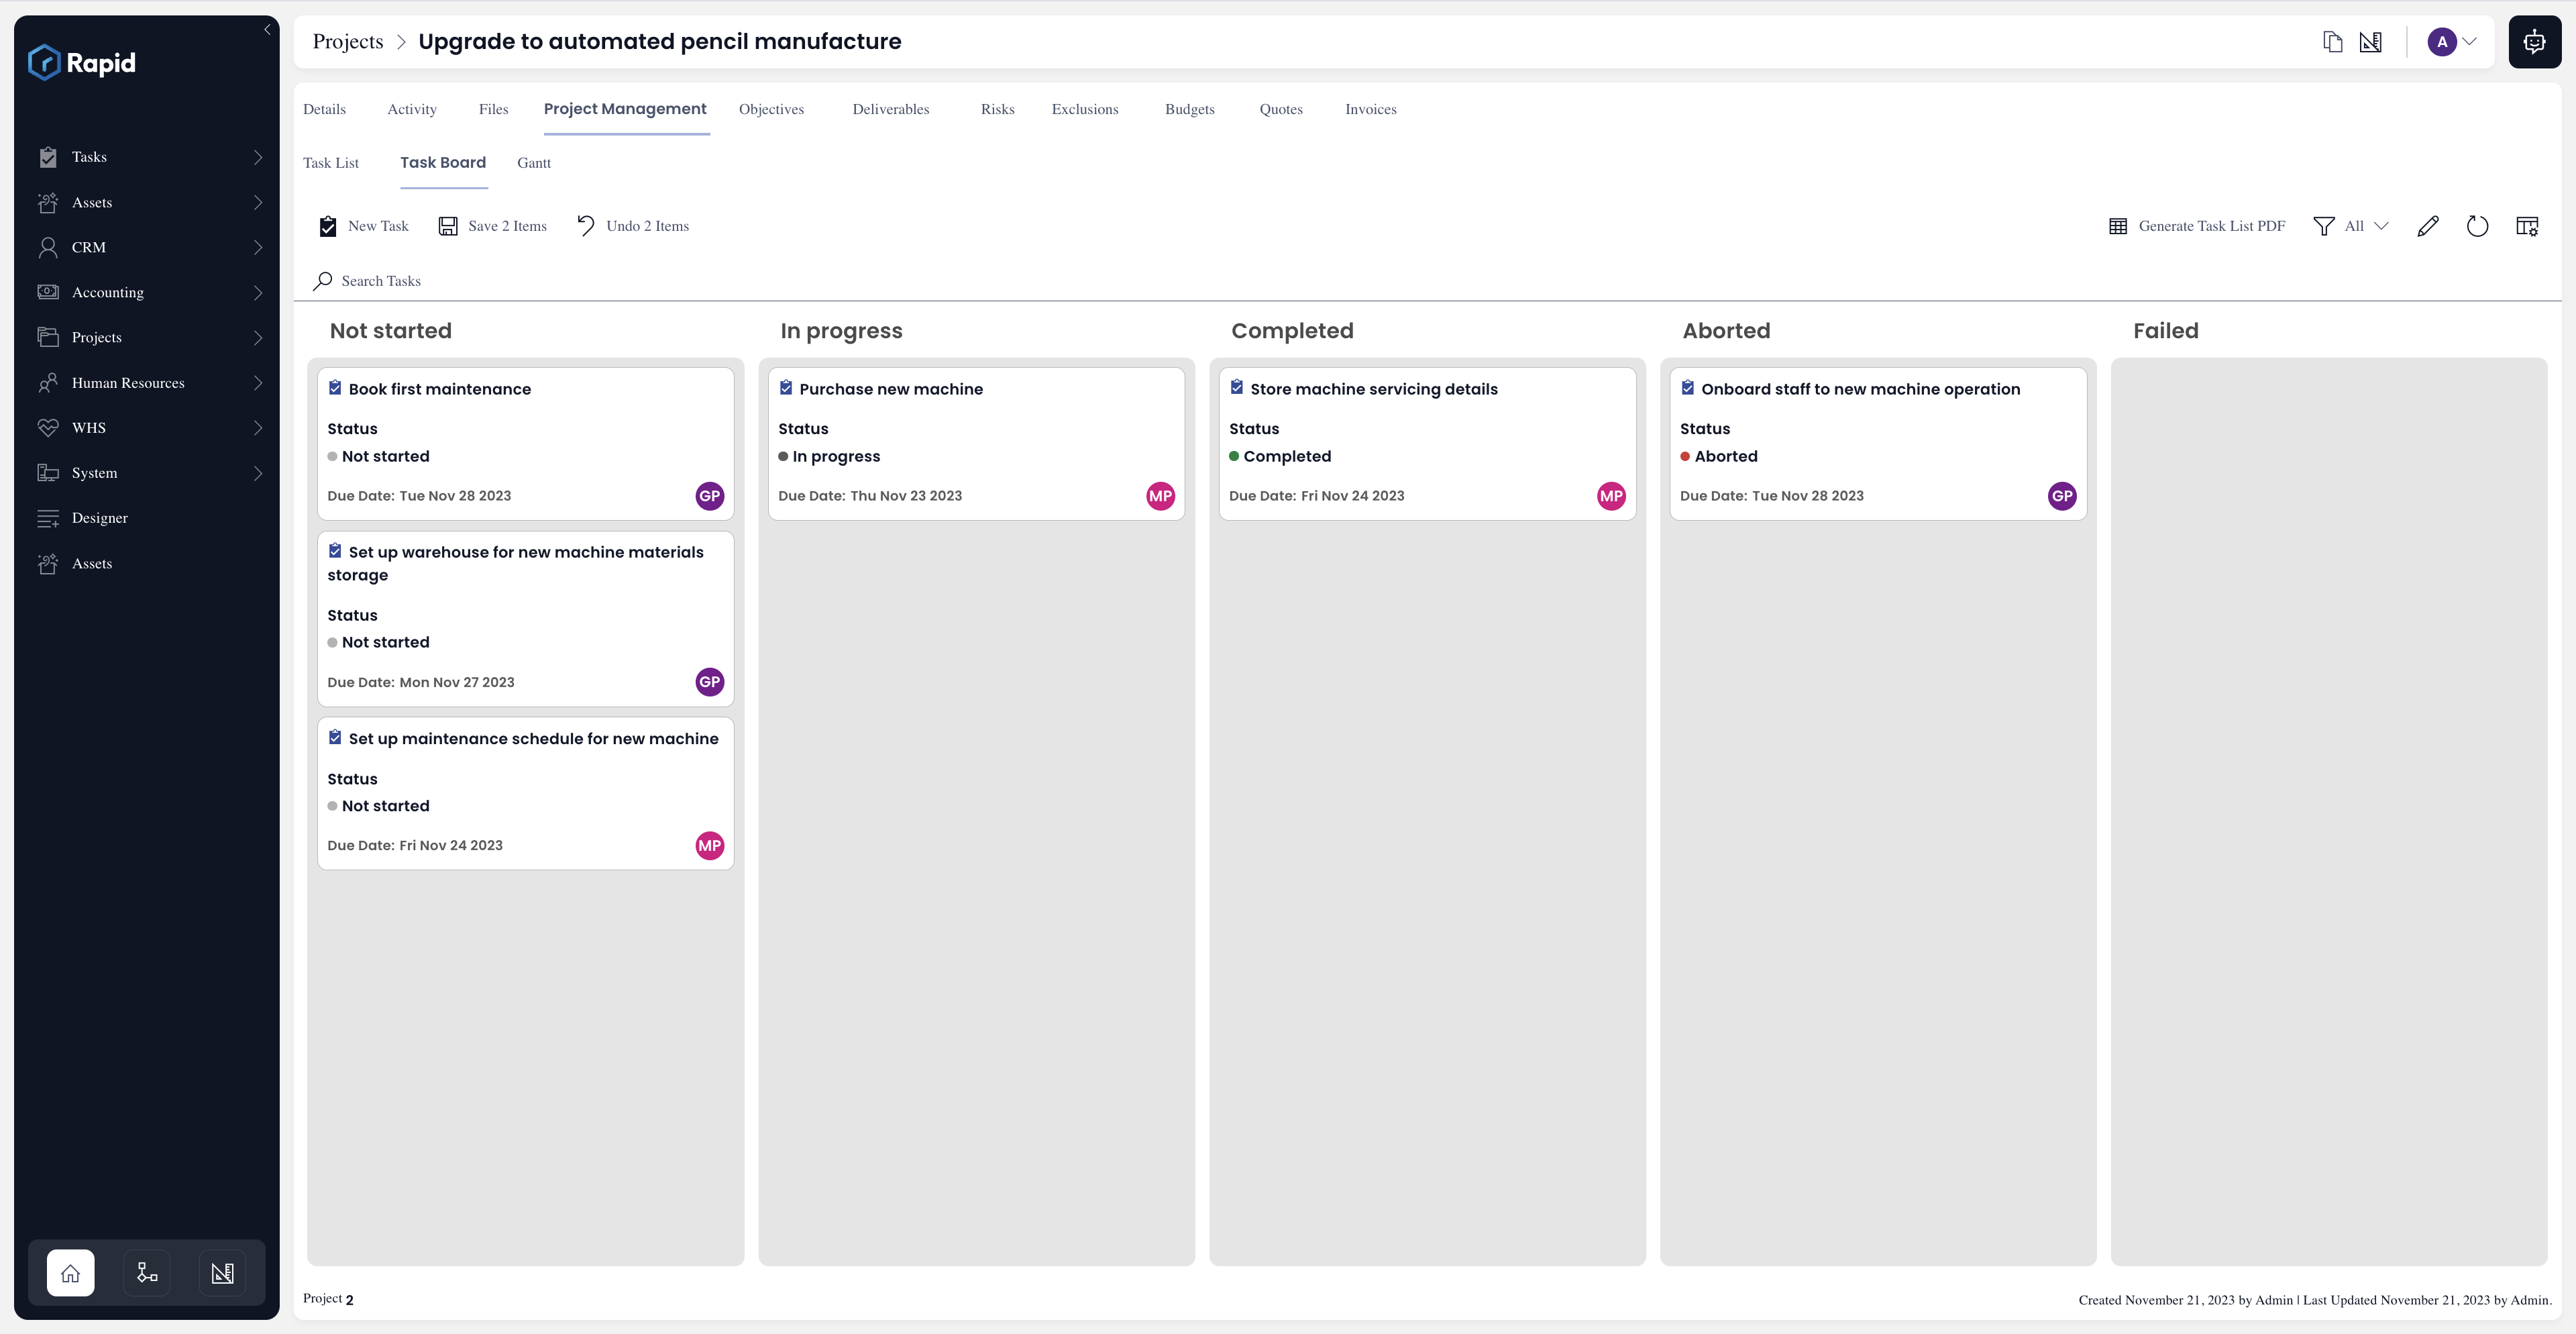 Rapid
Tasks
Assets
CRM
Accounting
Projects
Human Resources
WHS
System
Designer
Assets
Projects > Upgrade to automated pencil manufacture
A
Details Activity Files Project Management Objectives Deliverables Risks Exclusions Budgets Quotes Invoices
Task List Task Board Gantt
New Task Save 2 Items Undo 2 Items Generate Task List PDF All
Search Tasks
Not started
Book first maintenance
Status
Not started
Due Date: Tue Nov 28 2023 GP
Set up warehouse for new machine materials
storage
Status
Not started
Due Date: Mon Nov 27 2023 GP
Set up maintenance schedule for new machine
Status
Not started
Due Date: Fri Nov 24 2023 MP
In progress
Purchase new machine
Status
In progress
Due Date: Thu Nov 23 2023 MP
Completed
Store machine servicing details
Status
Completed
Due Date: Fri Nov 24 2023 MP
Aborted
Onboard staff to new machine operation
Status
Aborted
Due Date: Tue Nov 28 2023 GP
Failed
Project 2
Created November 21, 2023 by Admin | Last Updated November 21, 2023 by Admin.